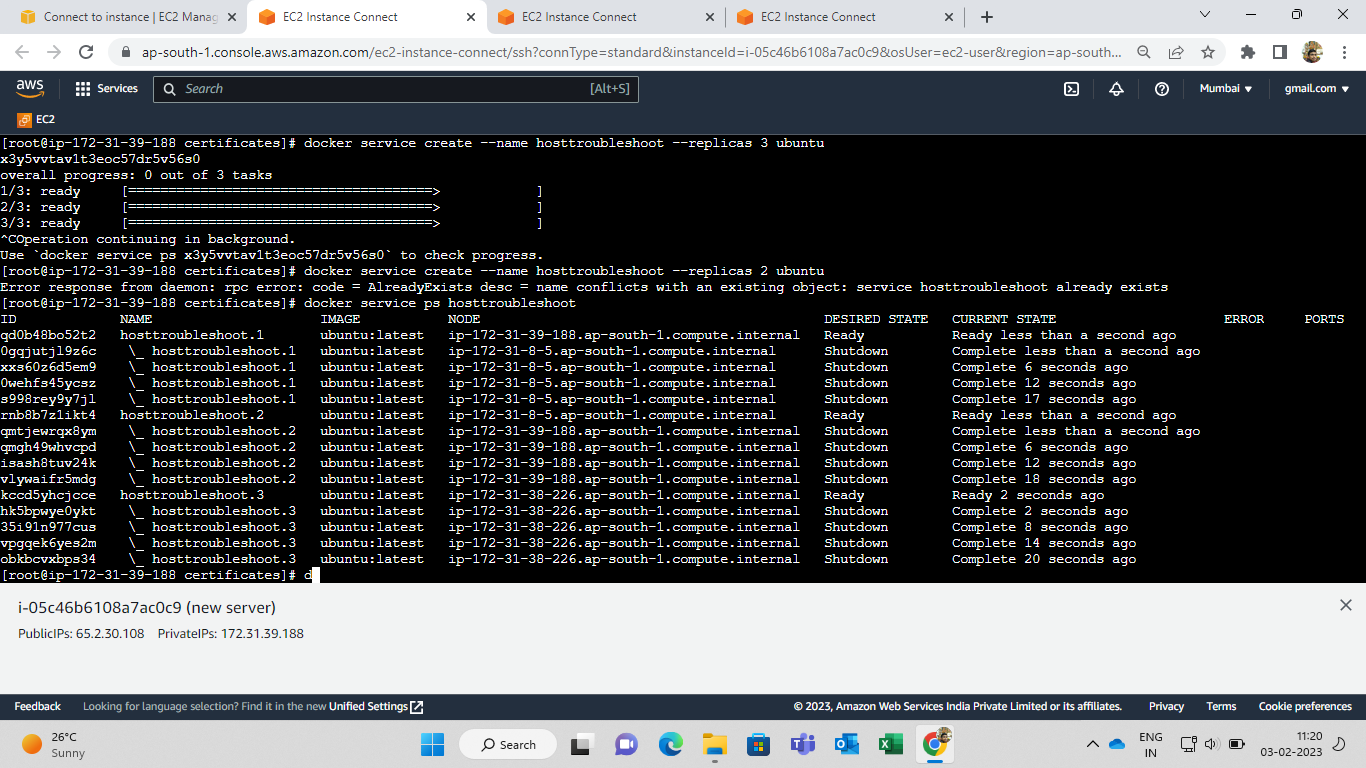 Connect to instance | EC2 Manag
EC2 Instance Connect
EC2 Instance Connect
EC2 Instance Connect
ap-south-1.console.aws.amazon.com/ec2-instance-connect/ssh?connType=standard&instanceId=i-05c46b6108a7ac0c9&osUser=ec2-user&region=ap-south...
aws Services Search [Alt+S] Mumbai ▼ gmail.com ▼
EC2
[root@ip-172-31-39-188 certificates]# docker service create --name hosttroubleshoot --replicas 3 ubuntu
x3y5vvtav1t3eoc57dr5v56s0
overall progress: 0 out of 3 tasks
1/3: ready [======================================> ]
2/3: ready [======================================> ]
3/3: ready [======================================> ]
^COperation continuing in background.
Use `docker service ps x3y5vvtav1t3eoc57dr5v56s0` to check progress.
[root@ip-172-31-39-188 certificates]# docker service create --name hosttroubleshoot --replicas 2 ubuntu
Error response from daemon: rpc error: code = AlreadyExists desc = name conflicts with an existing object: service hosttroubleshoot already exists
[root@ip-172-31-39-188 certificates]# docker service ps hosttroubleshoot
ID NAME IMAGE NODE DESIRED STATE CURRENT STATE ERROR PORTS
qd0b48bo52t2 hosttroubleshoot.1 ubuntu:latest ip-172-31-39-188.ap-south-1.compute.internal Ready Ready less than a second ago
0gqjutjl9z6c \_ hosttroubleshoot.1 ubuntu:latest ip-172-31-8-5.ap-south-1.compute.internal Shutdown Complete less than a second ago
xxs60z6d5em9 \_ hosttroubleshoot.1 ubuntu:latest ip-172-31-8-5.ap-south-1.compute.internal Shutdown Complete 6 seconds ago
0wehfs45ycsz \_ hosttroubleshoot.1 ubuntu:latest ip-172-31-8-5.ap-south-1.compute.internal Shutdown Complete 12 seconds ago
s998rey9y7jl \_ hosttroubleshoot.1 ubuntu:latest ip-172-31-8-5.ap-south-1.compute.internal Shutdown Complete 17 seconds ago
rnb8b7z1ikt4 hosttroubleshoot.2 ubuntu:latest ip-172-31-8-5.ap-south-1.compute.internal Ready Ready less than a second ago
qmtjewrqx8ym \_ hosttroubleshoot.2 ubuntu:latest ip-172-31-39-188.ap-south-1.compute.internal Shutdown Complete less than a second ago
qmgh49whvcpd \_ hosttroubleshoot.2 ubuntu:latest ip-172-31-39-188.ap-south-1.compute.internal Shutdown Complete 6 seconds ago
isash8tuv24k \_ hosttroubleshoot.2 ubuntu:latest ip-172-31-39-188.ap-south-1.compute.internal Shutdown Complete 12 seconds ago
vlywaifr5mdg \_ hosttroubleshoot.2 ubuntu:latest ip-172-31-39-188.ap-south-1.compute.internal Shutdown Complete 18 seconds ago
kccd5yhcjcce hosttroubleshoot.3 ubuntu:latest ip-172-31-38-226.ap-south-1.compute.internal Ready Ready 2 seconds ago
hk5bpwye0ykt \_ hosttroubleshoot.3 ubuntu:latest ip-172-31-38-226.ap-south-1.compute.internal Shutdown Complete 2 seconds ago
35i91n977cus \_ hosttroubleshoot.3 ubuntu:latest ip-172-31-38-226.ap-south-1.compute.internal Shutdown Complete 8 seconds ago
vpgqek6yes2m \_ hosttroubleshoot.3 ubuntu:latest ip-172-31-38-226.ap-south-1.compute.internal Shutdown Complete 14 seconds ago
obkbcvxbps34 \_ hosttroubleshoot.3 ubuntu:latest ip-172-31-38-226.ap-south-1.compute.internal Shutdown Complete 20 seconds ago
[root@ip-172-31-39-188 certificates]# d
i-05c46b6108a7ac0c9 (new server)
PublicIPs: 65.2.30.108 PrivateIPs: 172.31.39.188
Feedback Looking for language selection? Find it in the new Unified Settings © 2023, Amazon Web Services India Private Limited or its affiliates. Privacy Terms Cookie preferences
26°C
Sunny
Search
ENG
IN
11:20
03-02-2023